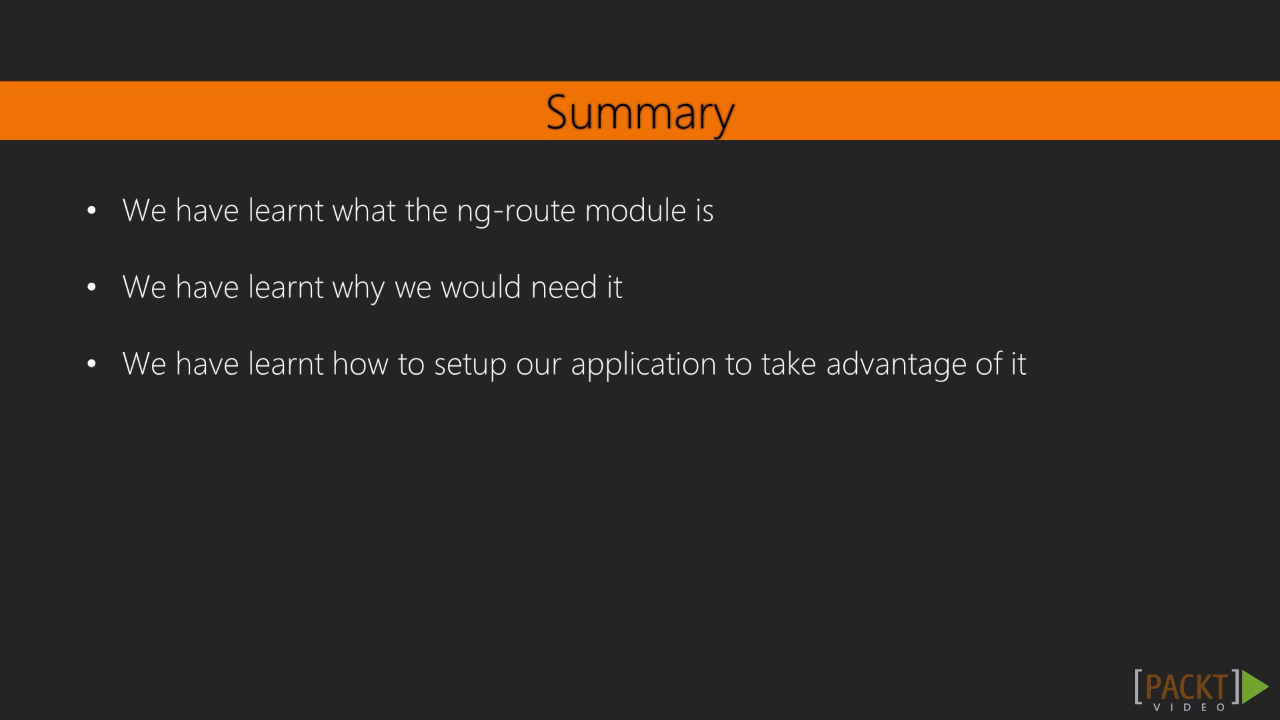 Summary
• We have learnt what the ng-route module is
• We have learnt why we would need it
• We have learnt how to setup our application to take advantage of it
[PACKT]
VIDEO